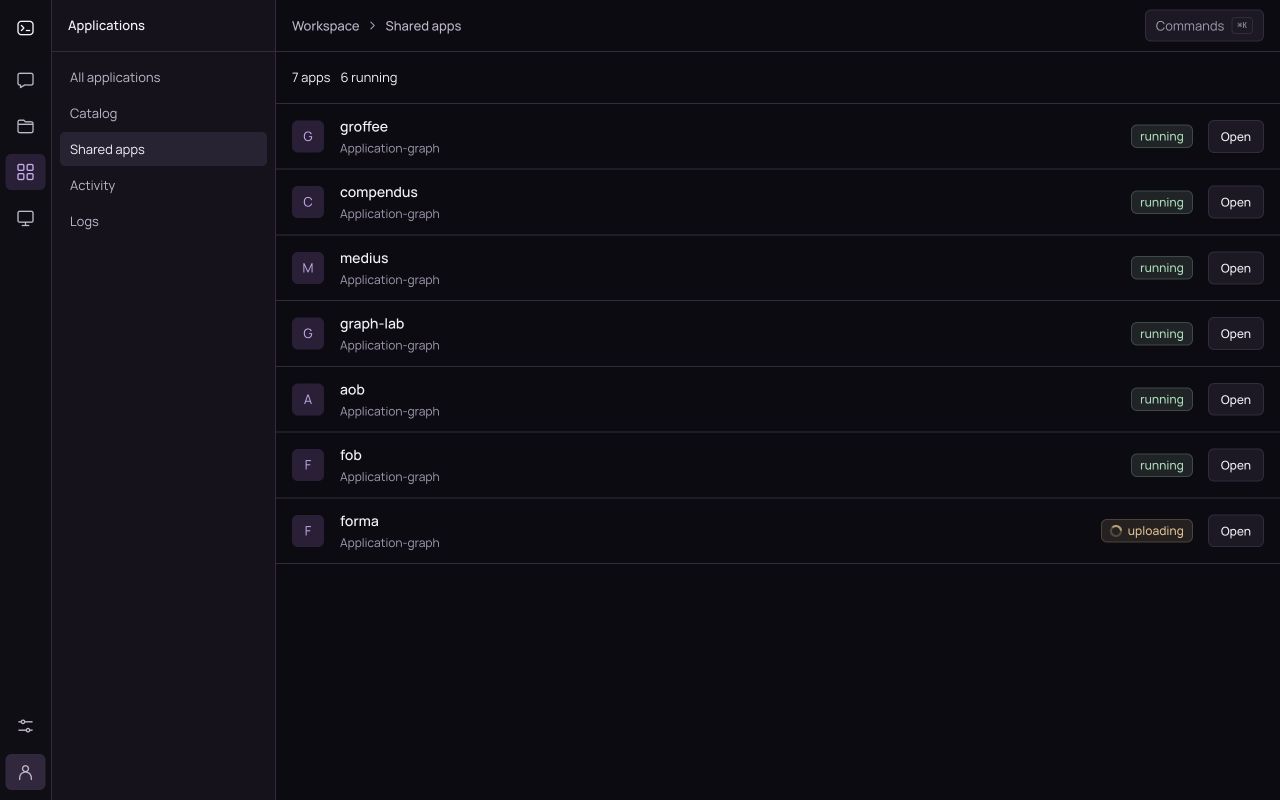 Applications
Workspace > Shared apps
Commands ⌘K
All applications
Catalog
Shared apps
Activity
Logs
7 apps 6 running
G groffee running Open
Application-graph
C compendus running Open
Application-graph
M medius running Open
Application-graph
G graph-lab running Open
Application-graph
A aob running Open
Application-graph
F fob running Open
Application-graph
F forma uploading Open
Application-graph